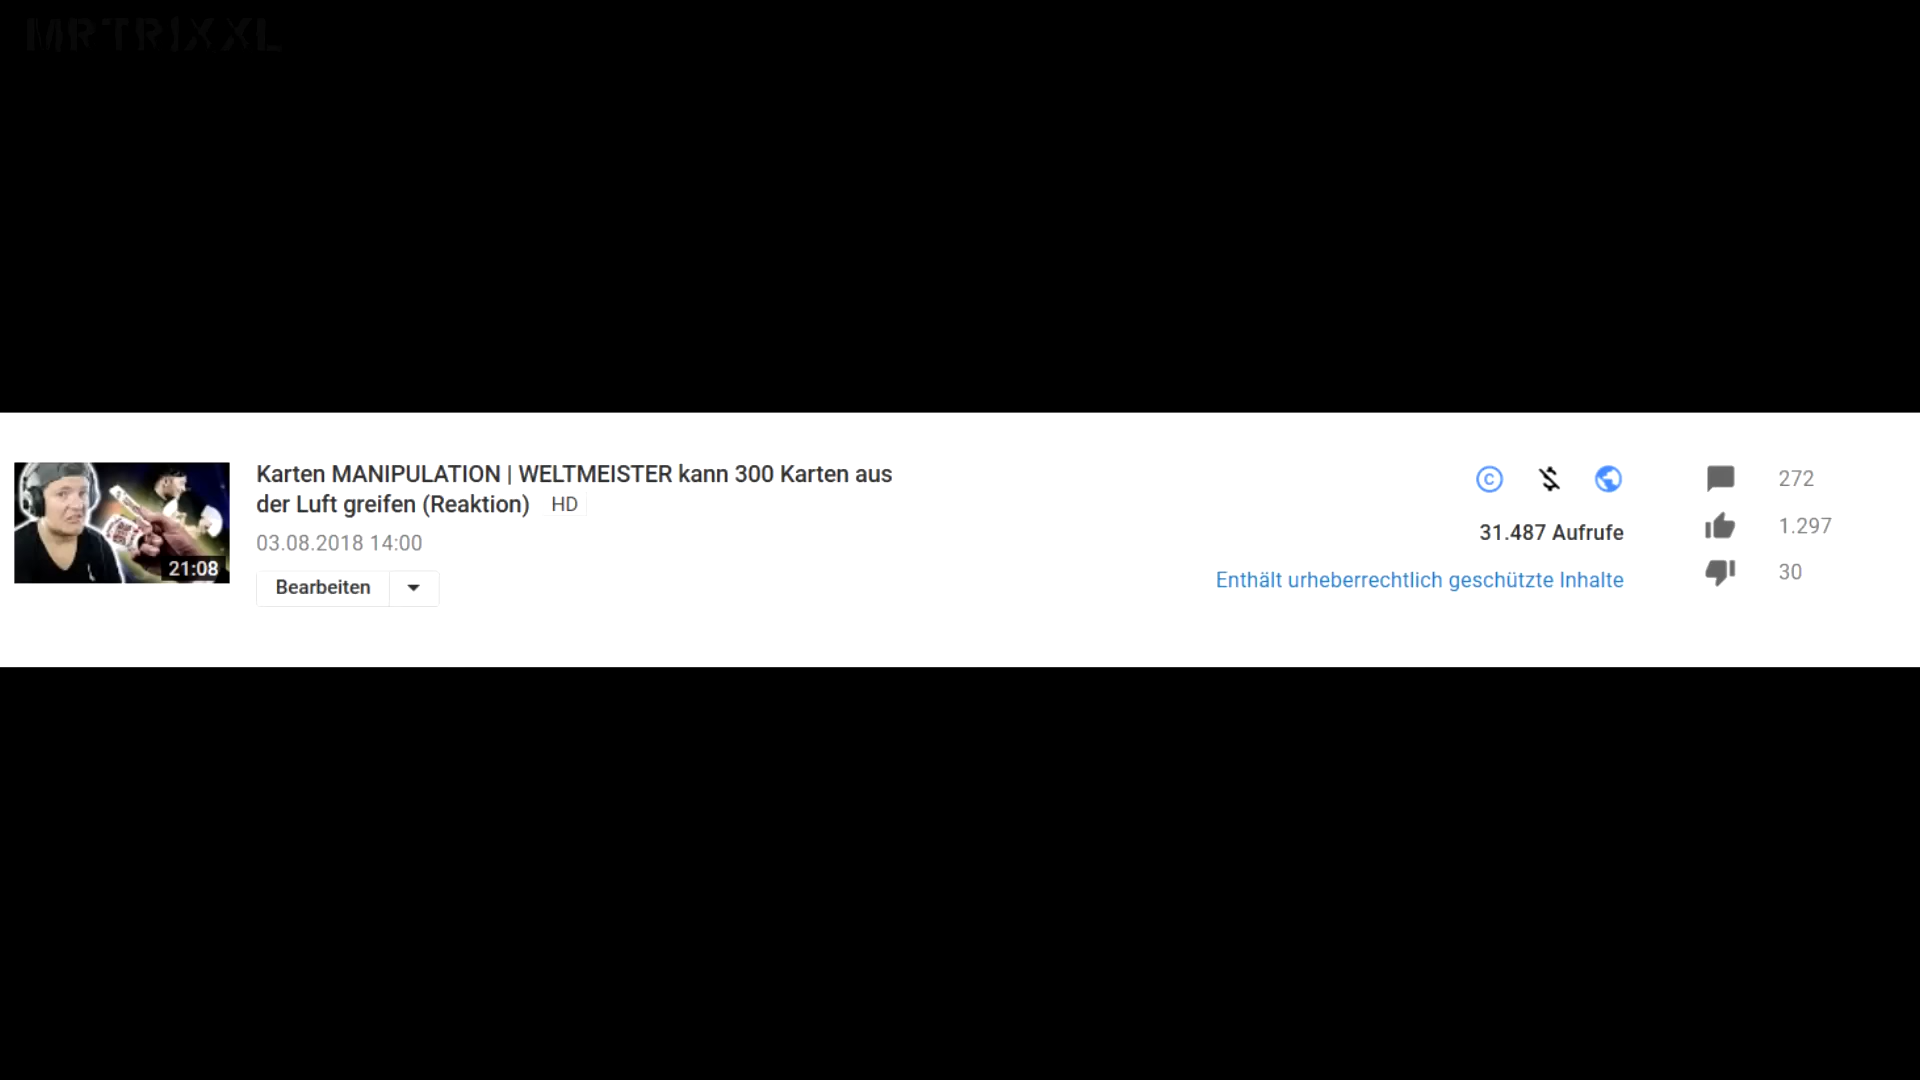 MRTRIXXL
Karten MANIPULATION | WELTMEISTER kann 300 Karten aus
der Luft greifen (Reaktion) HD
03.08.2018 14:00
21:08
Bearbeiten
31.487 Aufrufe
Enthält urheberrechtlich geschützte Inhalte
272
1.297
30